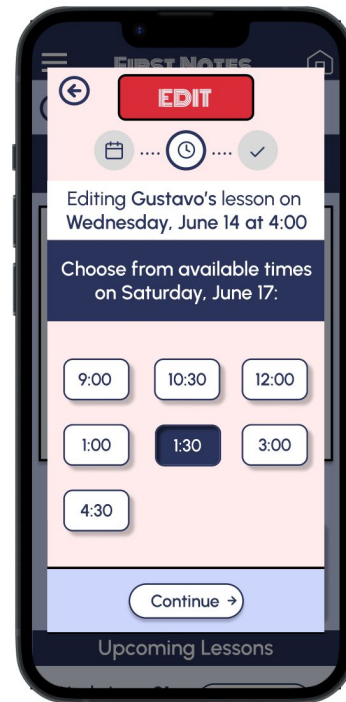 First Notes
EDIT
Editing Gustavo's lesson on
Wednesday, June 14 at 4:00
Choose from available times
on Saturday, June 17:
9:00 10:30 12:00
1:00 1:30 3:00
4:30
Continue →
Upcoming Lessons